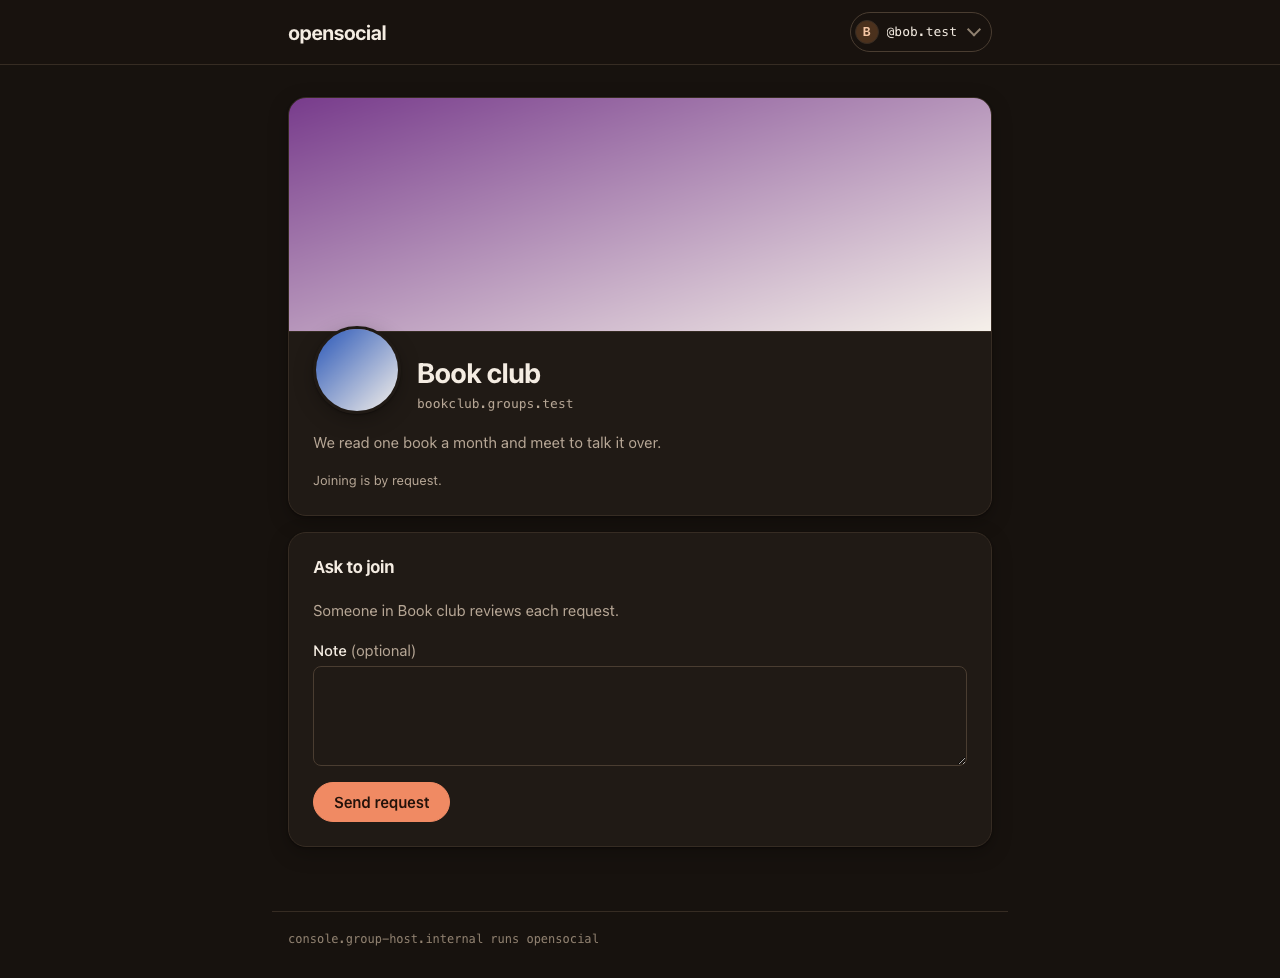 opensocial
B @bob.test
Book club
bookclub.groups.test
We read one book a month and meet to talk it over.
Joining is by request.
Ask to join
Someone in Book club reviews each request.
Note (optional)
Send request
console.group-host.internal runs opensocial